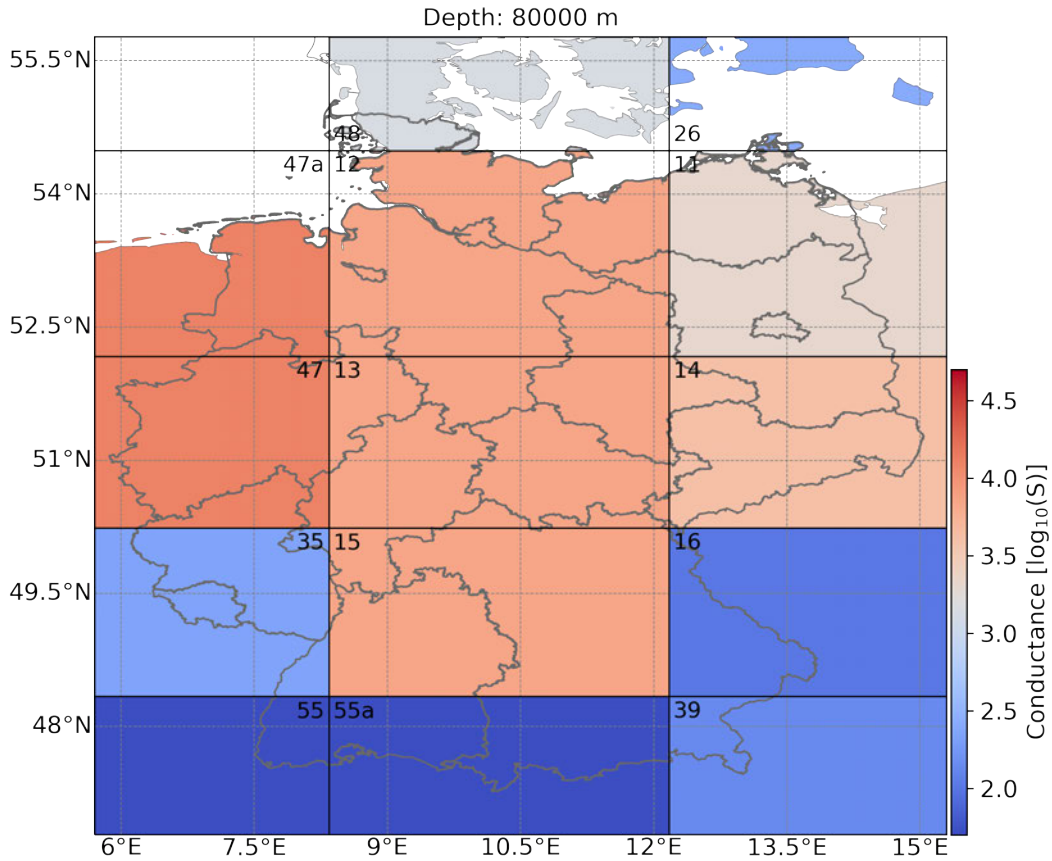 Depth: 80000 m
55.5°N
48 26
47a 12 11
54°N
52.5°N
47 13 14
4.5
51°N
4.0
35 15 16
3.5
49.5°N
3.0
55 55a 39
2.5
48°N
2.0
Conductance [log₁₀(S)]
6°E 7.5°E 9°E 10.5°E 12°E 13.5°E 15°E